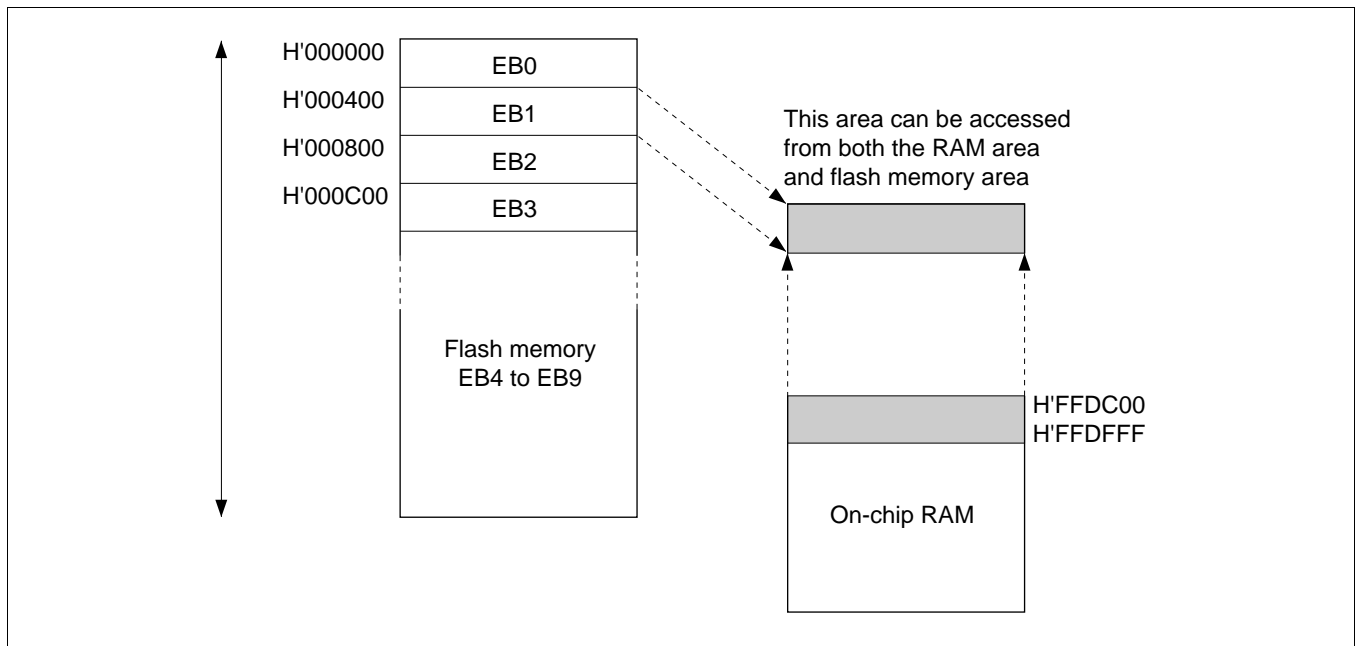 H'000000
EB0
H'000400
EB1
H'000800
EB2
H'000C00
EB3
Flash memory
EB4 to EB9
This area can be accessed
from both the RAM area
and flash memory area
H'FFDC00
H'FFDFFF
On-chip RAM